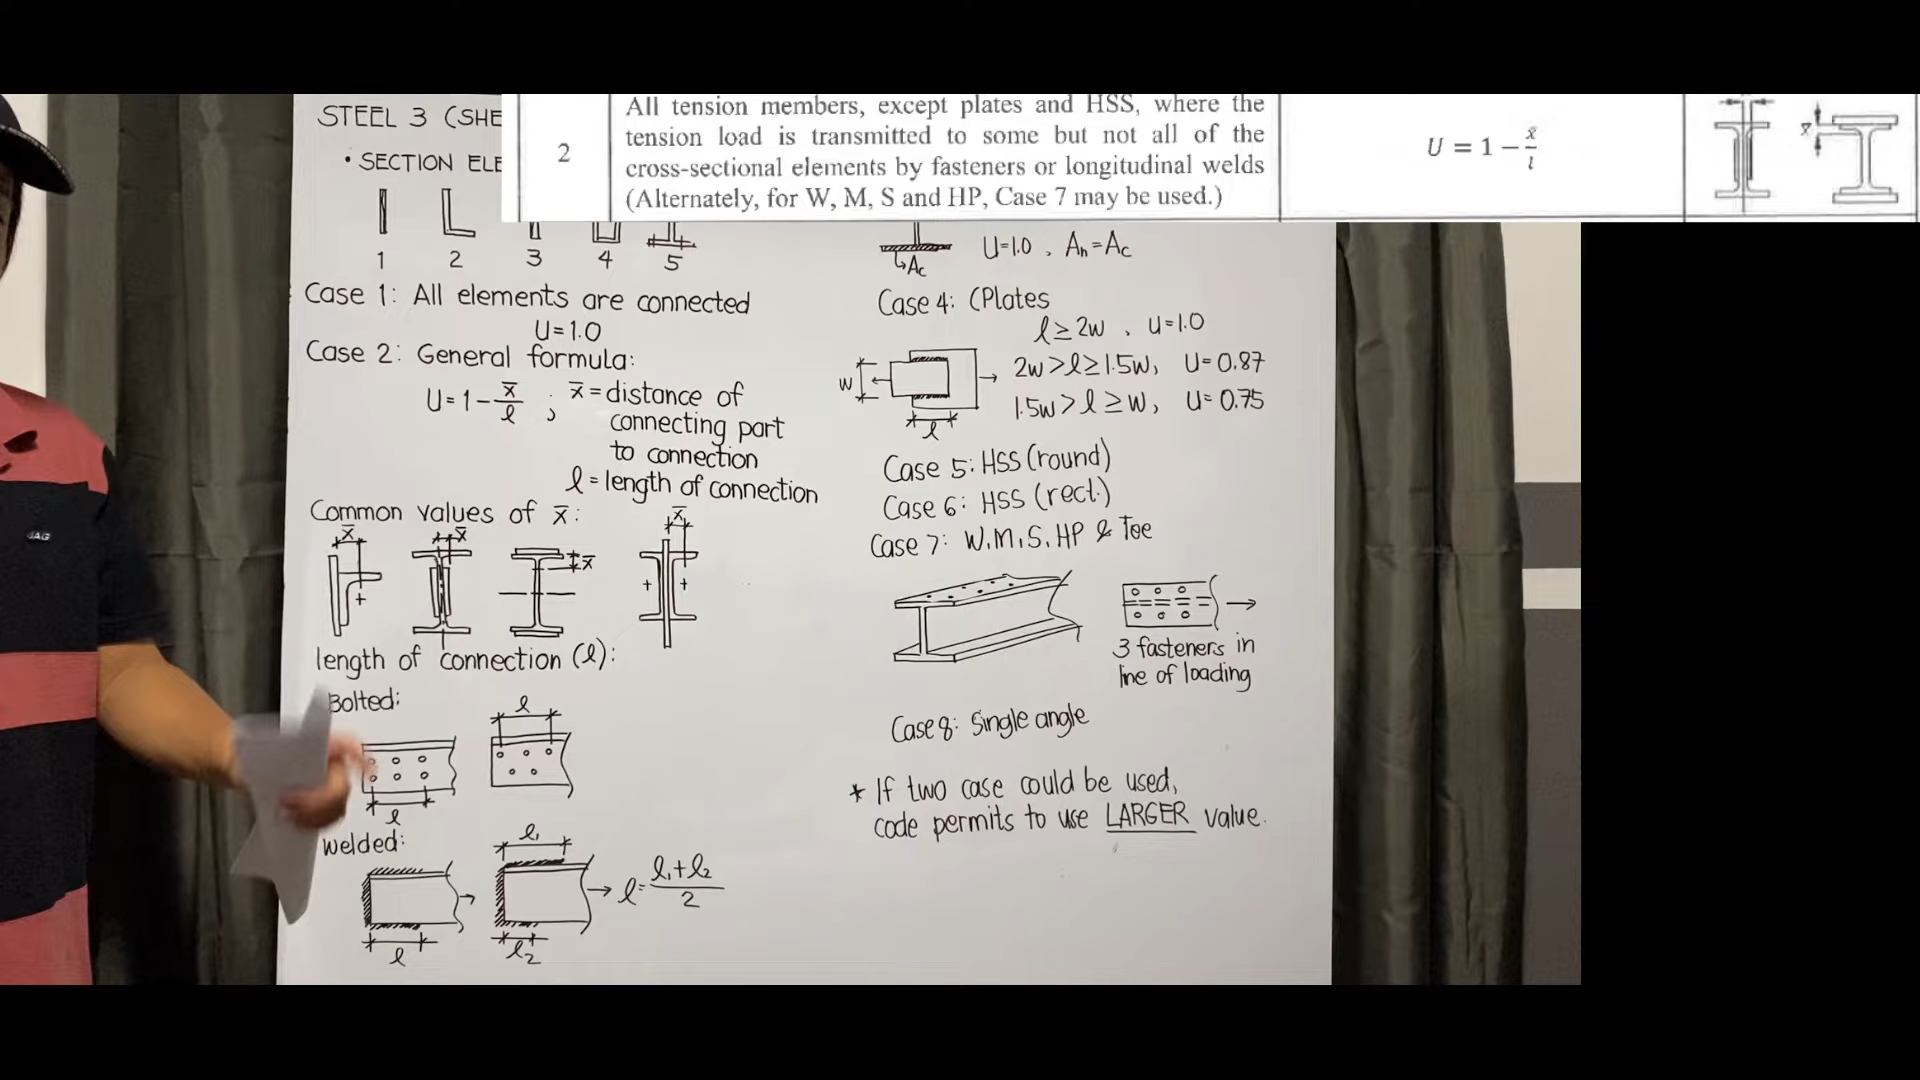 STEEL 3 (SHE
• SECTION ELE
1 2 3 4 5
Case 1: All elements are connected
U=1.0
Case 2: General formula:
U=1-x̄/ℓ ; x̄=distance of
connecting part
to connection
ℓ=length of connection
Common values of x̄:
x̄ x̄ x̄ x̄
length of connection (ℓ):
Bolted:
ℓ
ℓ
Welded:
ℓ₁
ℓ=(ℓ₁+ℓ₂)/2
ℓ ℓ₂
2
All tension members, except plates and HSS, where the
tension load is transmitted to some but not all of the
cross-sectional elements by fasteners or longitudinal welds
(Alternately, for W, M, S and HP, Case 7 may be used.)
U = 1 − x̄/l
x̄
U=1.0 , An=Ac
Ac
Case 4: (Plates
ℓ≥2w , U=1.0
2w>ℓ≥1.5w, U=0.87
1.5w>ℓ≥w, U=0.75
w
ℓ
Case 5: HSS (round)
Case 6: HSS (rect.)
Case 7: W,M,S,HP & Tee
3 fasteners in
line of loading
Case 8: Single angle
* If two case could be used,
code permits to use LARGER value.
JAG